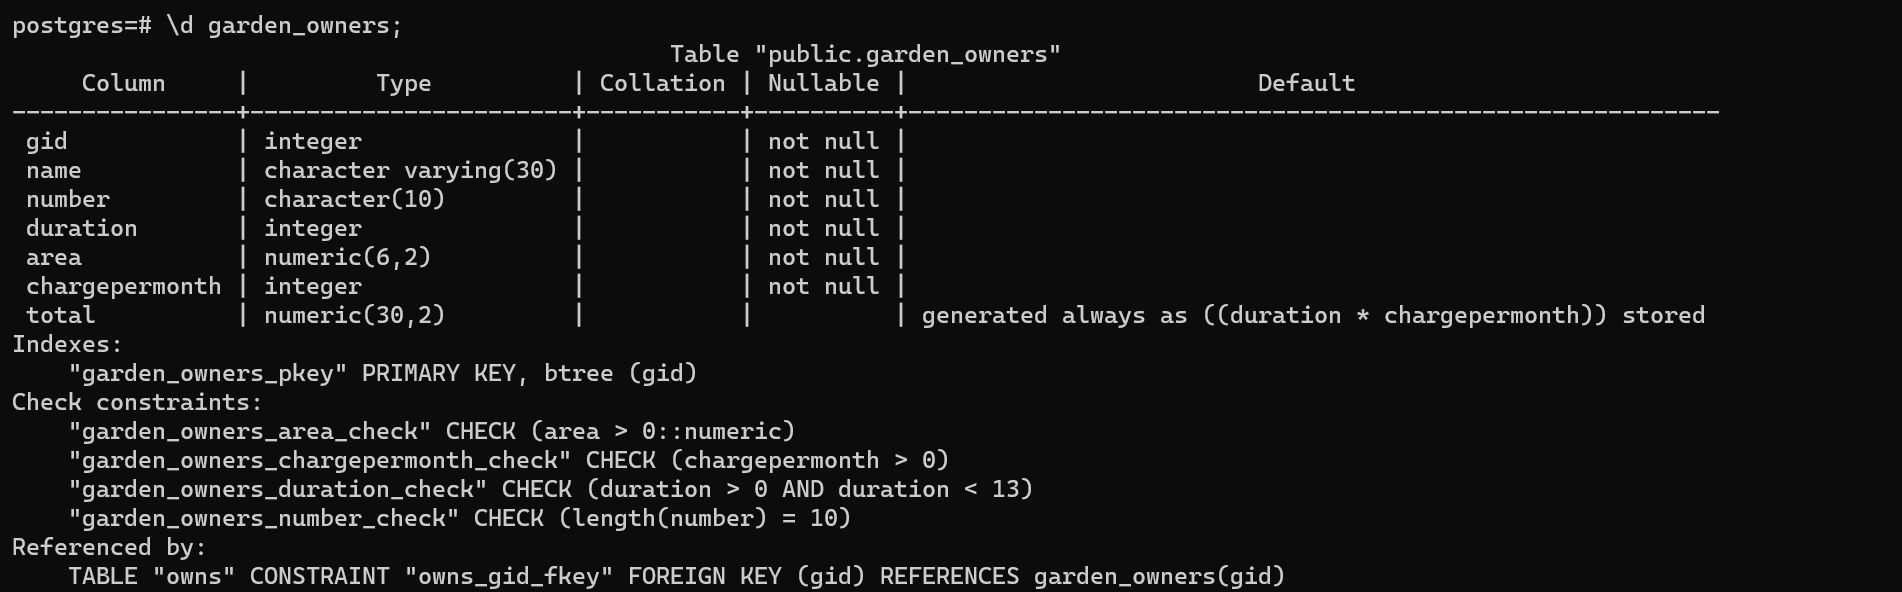 postgres=# \d garden_owners;
                                               Table "public.garden_owners"
     Column     |          Type          | Collation | Nullable |                         Default
----------------+-----------------------+-----------+----------+----------------------------------------------------------
 gid            | integer               |           | not null |
 name           | character varying(30) |           | not null |
 number         | character(10)         |           | not null |
 duration       | integer               |           | not null |
 area           | numeric(6,2)          |           | not null |
 chargepermonth | integer               |           | not null |
 total          | numeric(30,2)         |           |          | generated always as ((duration * chargepermonth)) stored
Indexes:
    "garden_owners_pkey" PRIMARY KEY, btree (gid)
Check constraints:
    "garden_owners_area_check" CHECK (area > 0::numeric)
    "garden_owners_chargepermonth_check" CHECK (chargepermonth > 0)
    "garden_owners_duration_check" CHECK (duration > 0 AND duration < 13)
    "garden_owners_number_check" CHECK (length(number) = 10)
Referenced by:
    TABLE "owns" CONSTRAINT "owns_gid_fkey" FOREIGN KEY (gid) REFERENCES garden_owners(gid)